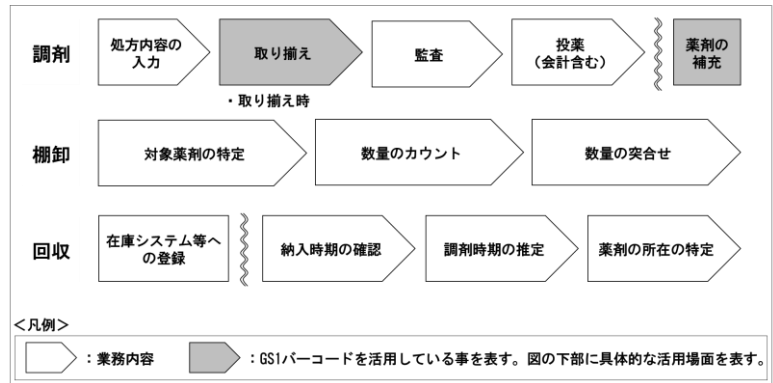 調剤
処方内容の
入力
取り揃え
監査
投薬
（会計含む）
薬剤の
補充
・取り揃え時
棚卸
対象薬剤の特定
数量のカウント
数量の突合せ
回収
在庫システム等へ
の登録
納入時期の確認
調剤時期の推定
薬剤の所在の特定
＜凡例＞
：業務内容
：GS1バーコードを活用している事を表す。図の下部に具体的な活用場面を表す。